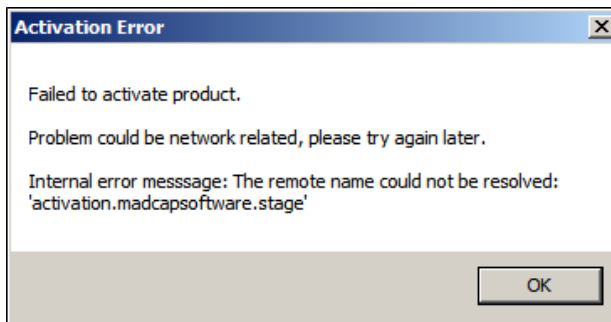 Activation Error
Failed to activate product.
Problem could be network related, please try again later.
Internal error messsage: The remote name could not be resolved:
'activation.madcapsoftware.stage'
OK